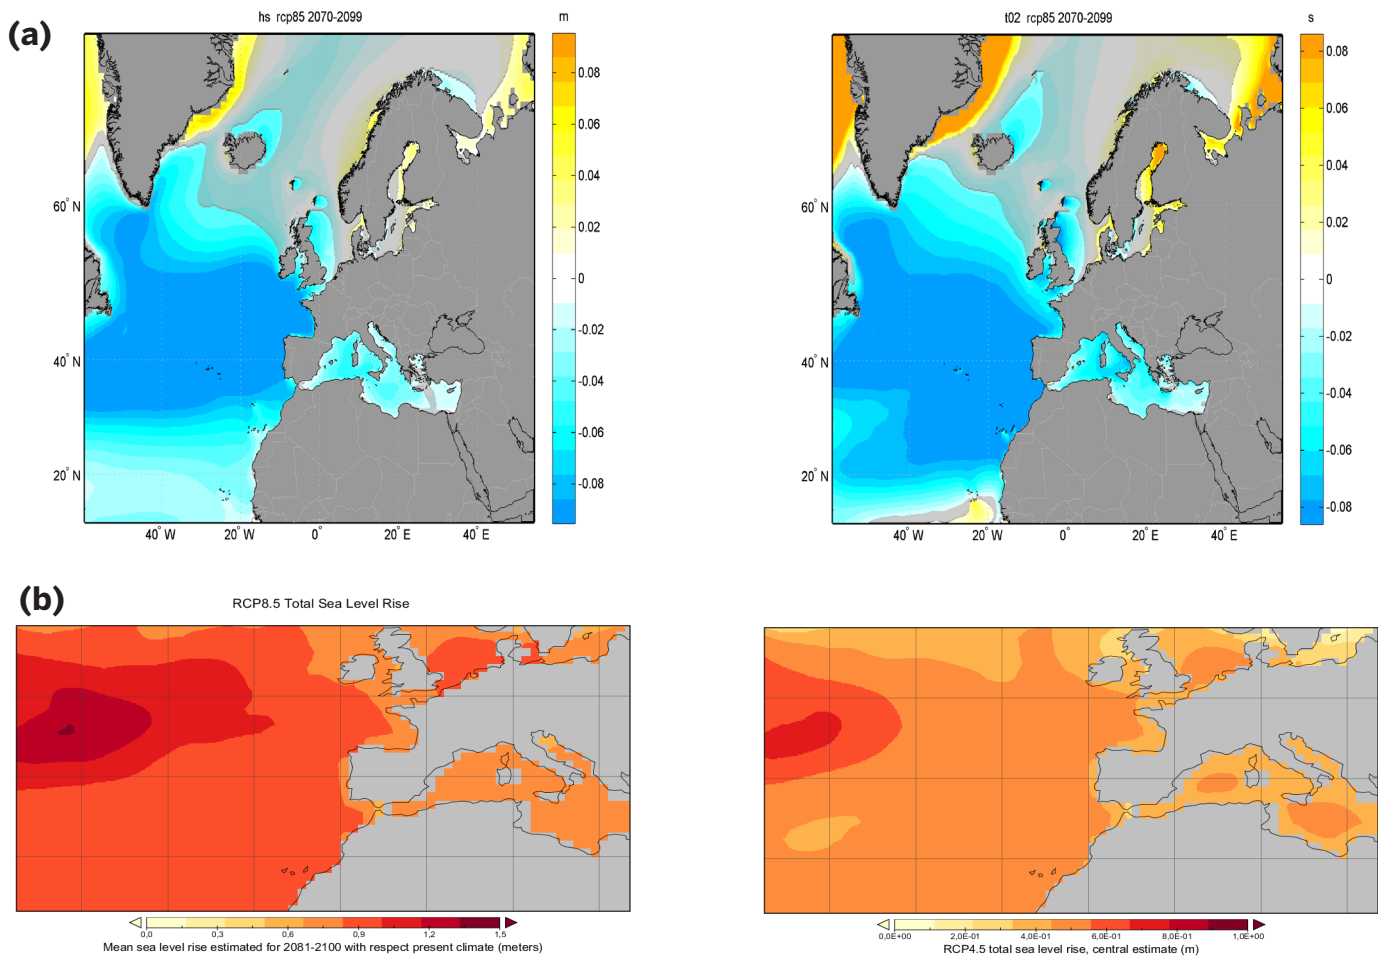 (a)
hs rcp85 2070-2099
m
60° N
40° N
20° N
40° W
20° W
0°
20° E
40° E
0.08
0.06
0.04
0.02
0
-0.02
-0.04
-0.06
-0.08
t02 rcp85 2070-2099
s
60° N
40° N
20° N
40° W
20° W
0°
20° E
40° E
0.08
0.06
0.04
0.02
0
-0.02
-0.04
-0.06
-0.08
(b)
RCP8.5 Total Sea Level Rise
0,0 0,3 0,6 0,9 1,2 1,5
Mean sea level rise estimated for 2081-2100 with respect present climate (meters)
0,0E+00 2,0E-01 4,0E-01 6,0E-01 8,0E-01 1,0E+00
RCP4.5 total sea level rise, central estimate (m)